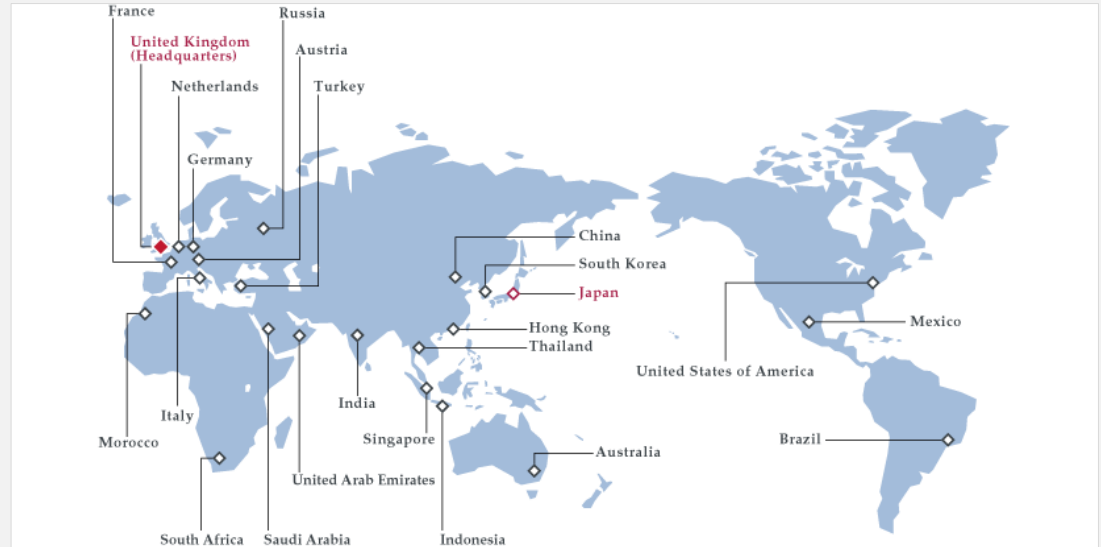 France
Russia
United Kingdom
(Headquarters)
Austria
Netherlands
Turkey
Germany
China
South Korea
Japan
Hong Kong
Mexico
Thailand
United States of America
India
Italy
Singapore
Brazil
Morocco
Australia
United Arab Emirates
South Africa
Saudi Arabia
Indonesia